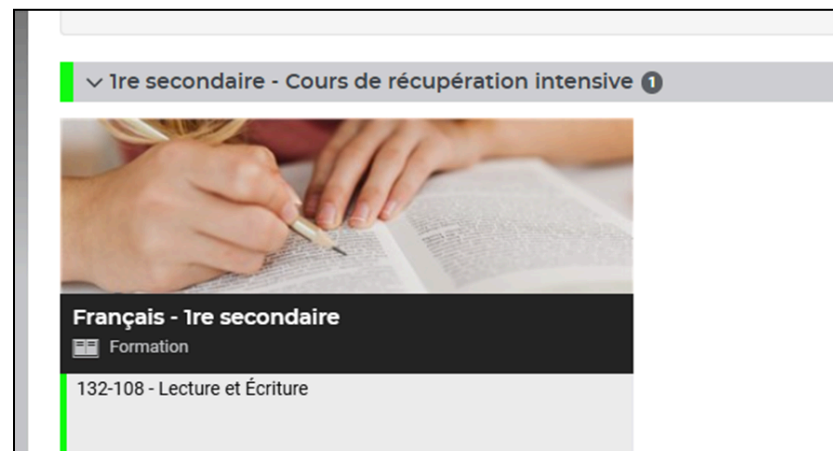 1re secondaire - Cours de récupération intensive 1
Français - 1re secondaire
Formation
132-108 - Lecture et Écriture